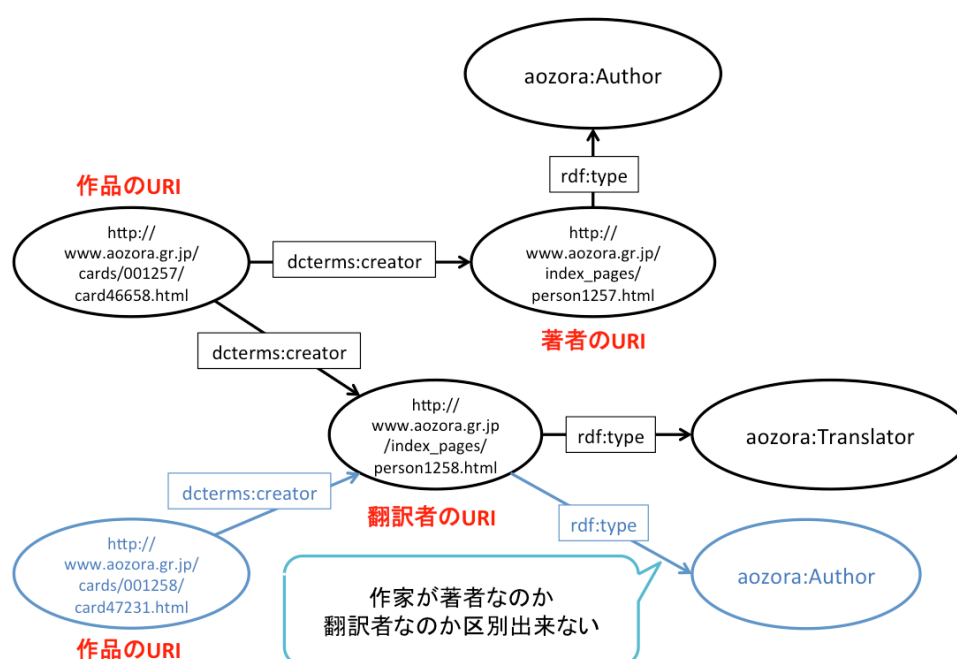 aozora:Author
rdf:type
作品のURI
http://
www.aozora.gr.jp/
cards/001257/
card46658.html
dcterms:creator
http://
www.aozora.gr.jp/
index_pages/
person1257.html
著者のURI
dcterms:creator
http://
www.aozora.gr.jp
/index_pages/
person1258.html
rdf:type
aozora:Translator
dcterms:creator
翻訳者のURI
rdf:type
http://
www.aozora.gr.jp/
cards/001258/
card47231.html
aozora:Author
作家が著者なのか
翻訳者なのか区別出来ない
作品のURI